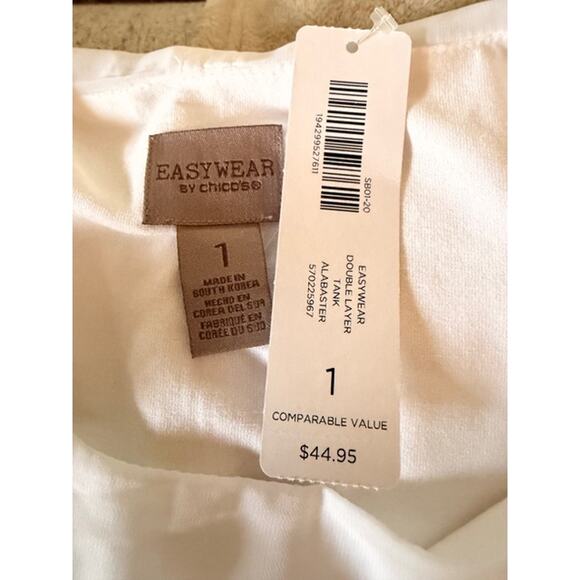 EASYWEAR
BY chico's®
1
MADE IN
SOUTH KOREA
HECHO EN
COREA DEL SUR
FABRIQUÉ EN
CORÉE DU SUD
194299527611
SB01-20
EASYWEAR
DOUBLE LAYER
TANK
ALABASTER
570225967
1
COMPARABLE VALUE
$44.95